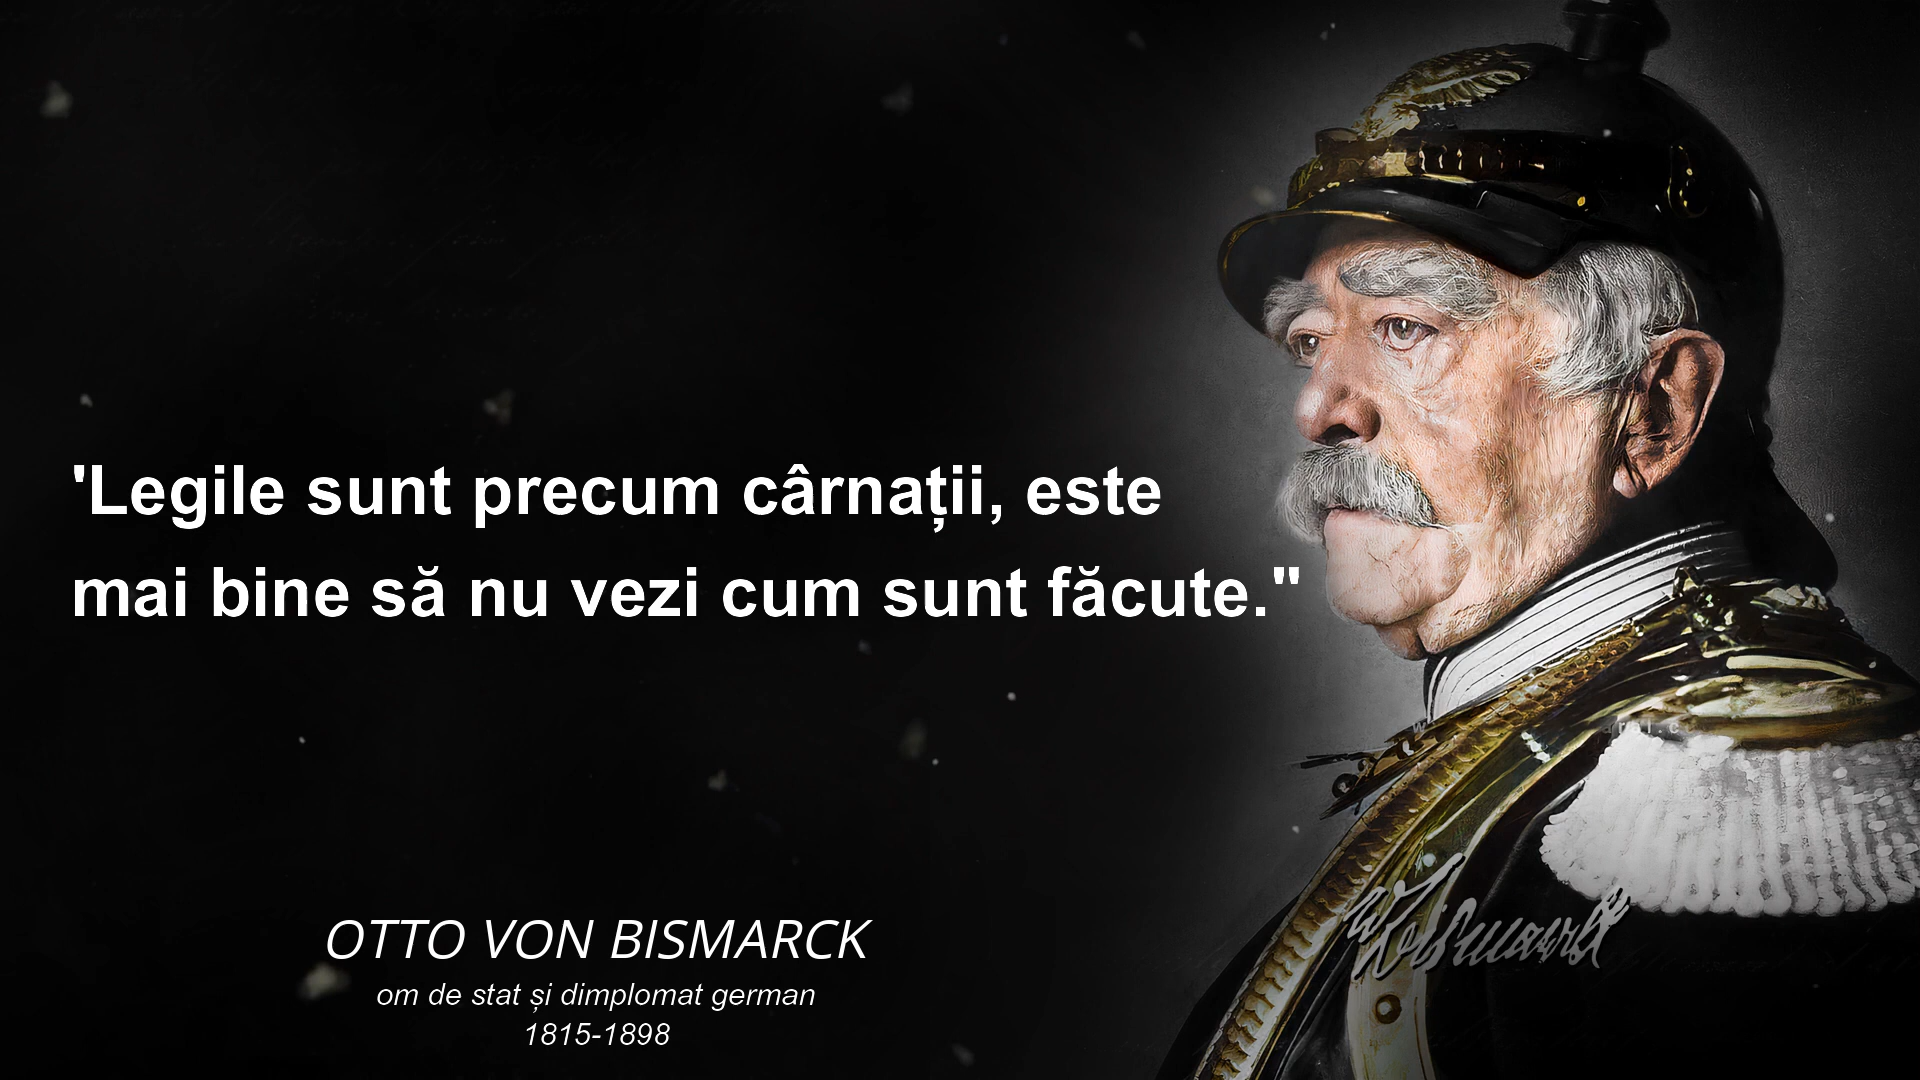 'Legile sunt precum cârnații, este
mai bine să nu vezi cum sunt făcute."
OTTO VON BISMARCK
om de stat și dimplomat german
1815-1898
v Bismarck